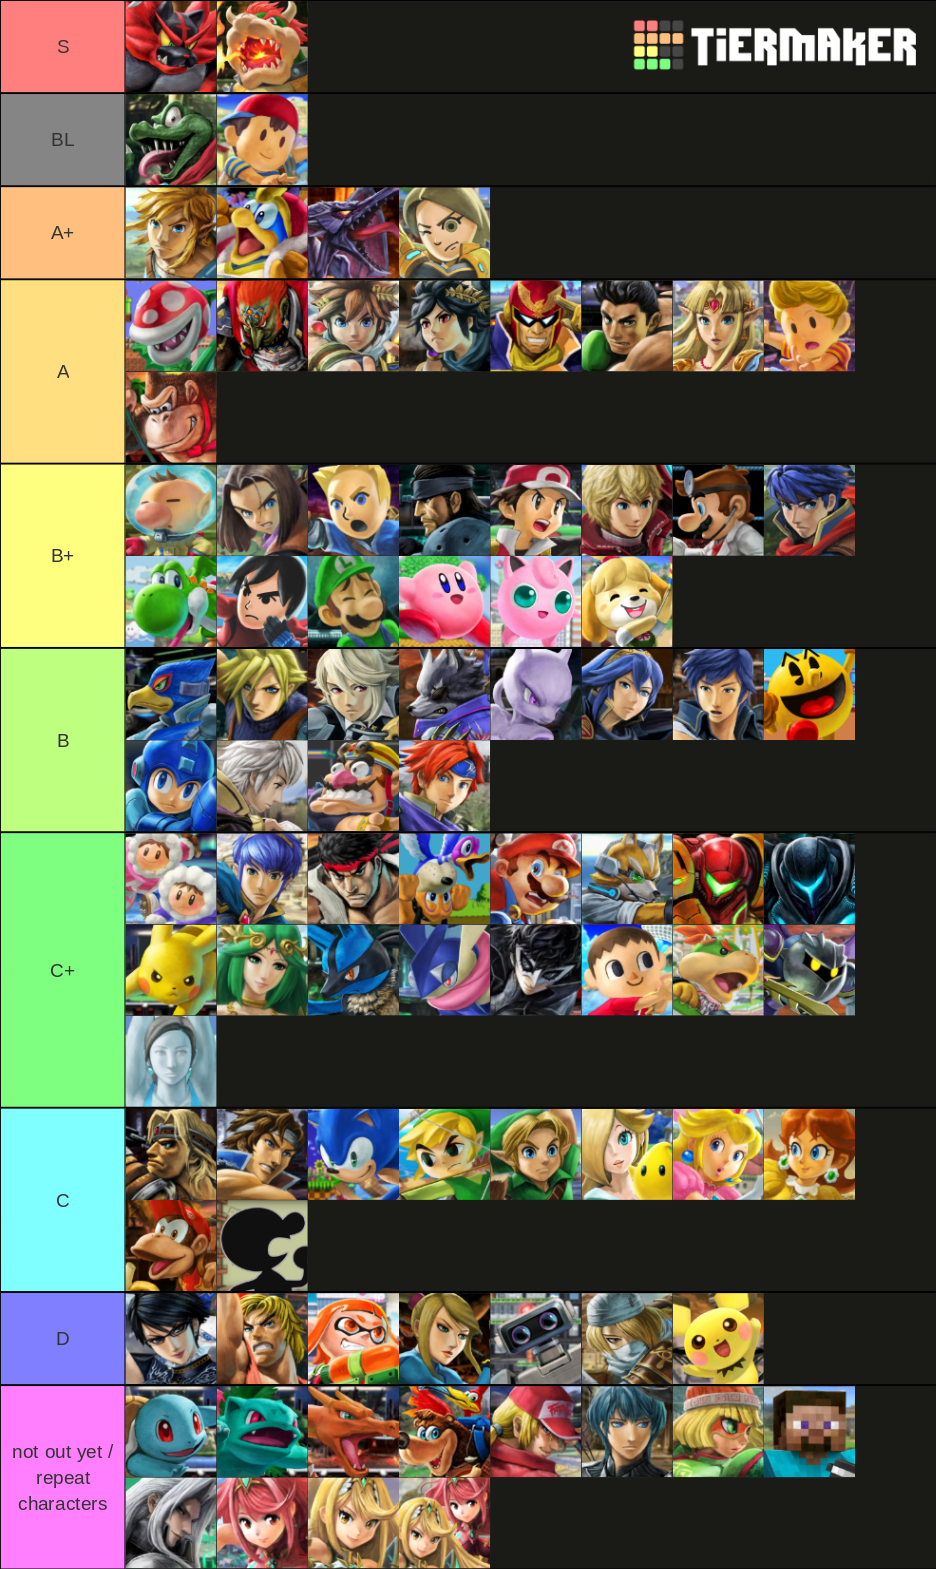 S
TiERMAKER
BL
A+
A
B+
B
C+
C
D
not out yet /
repeat
characters